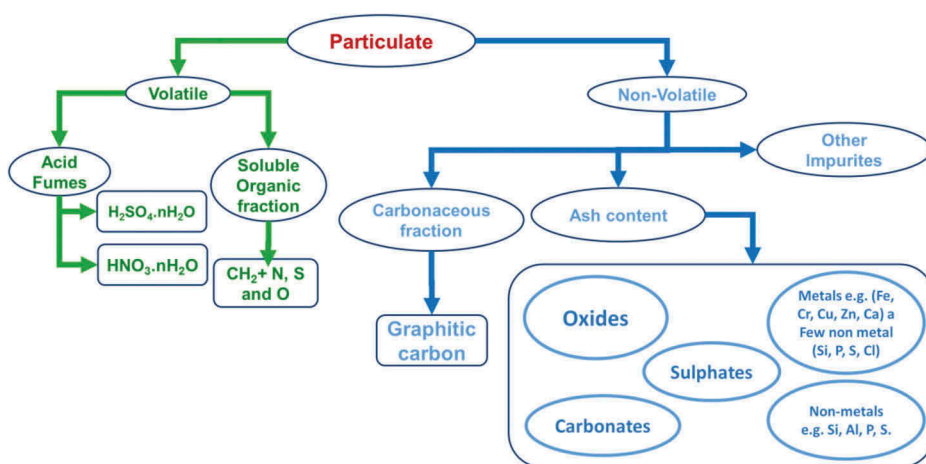 Particulate
Volatile
Non-Volatile
Other
Impurites
Acid
Fumes
Soluble
Organic
fraction
Carbonaceous
fraction
Ash content
H₂SO₄.nH₂O
HNO₃.nH₂O
CH₂+ N, S
and O
Graphitic
carbon
Oxides
Metals e.g. (Fe,
Cr, Cu, Zn, Ca) a
Few non metal
(Si, P, S, Cl)
Sulphates
Carbonates
Non-metals
e.g. Si, Al, P, S.